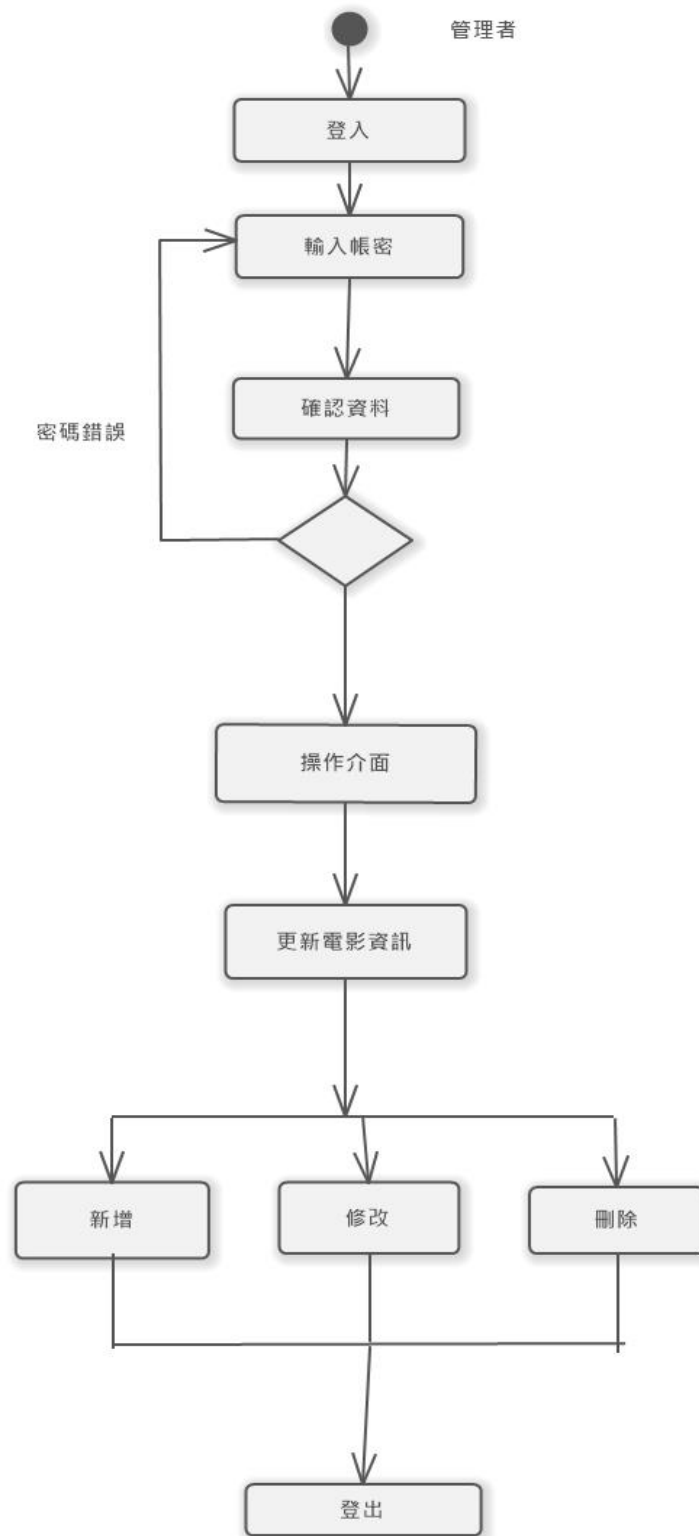 管理者
登入
輸入帳密
確認資料
密碼錯誤
操作介面
更新電影資訊
新增
修改
刪除
登出